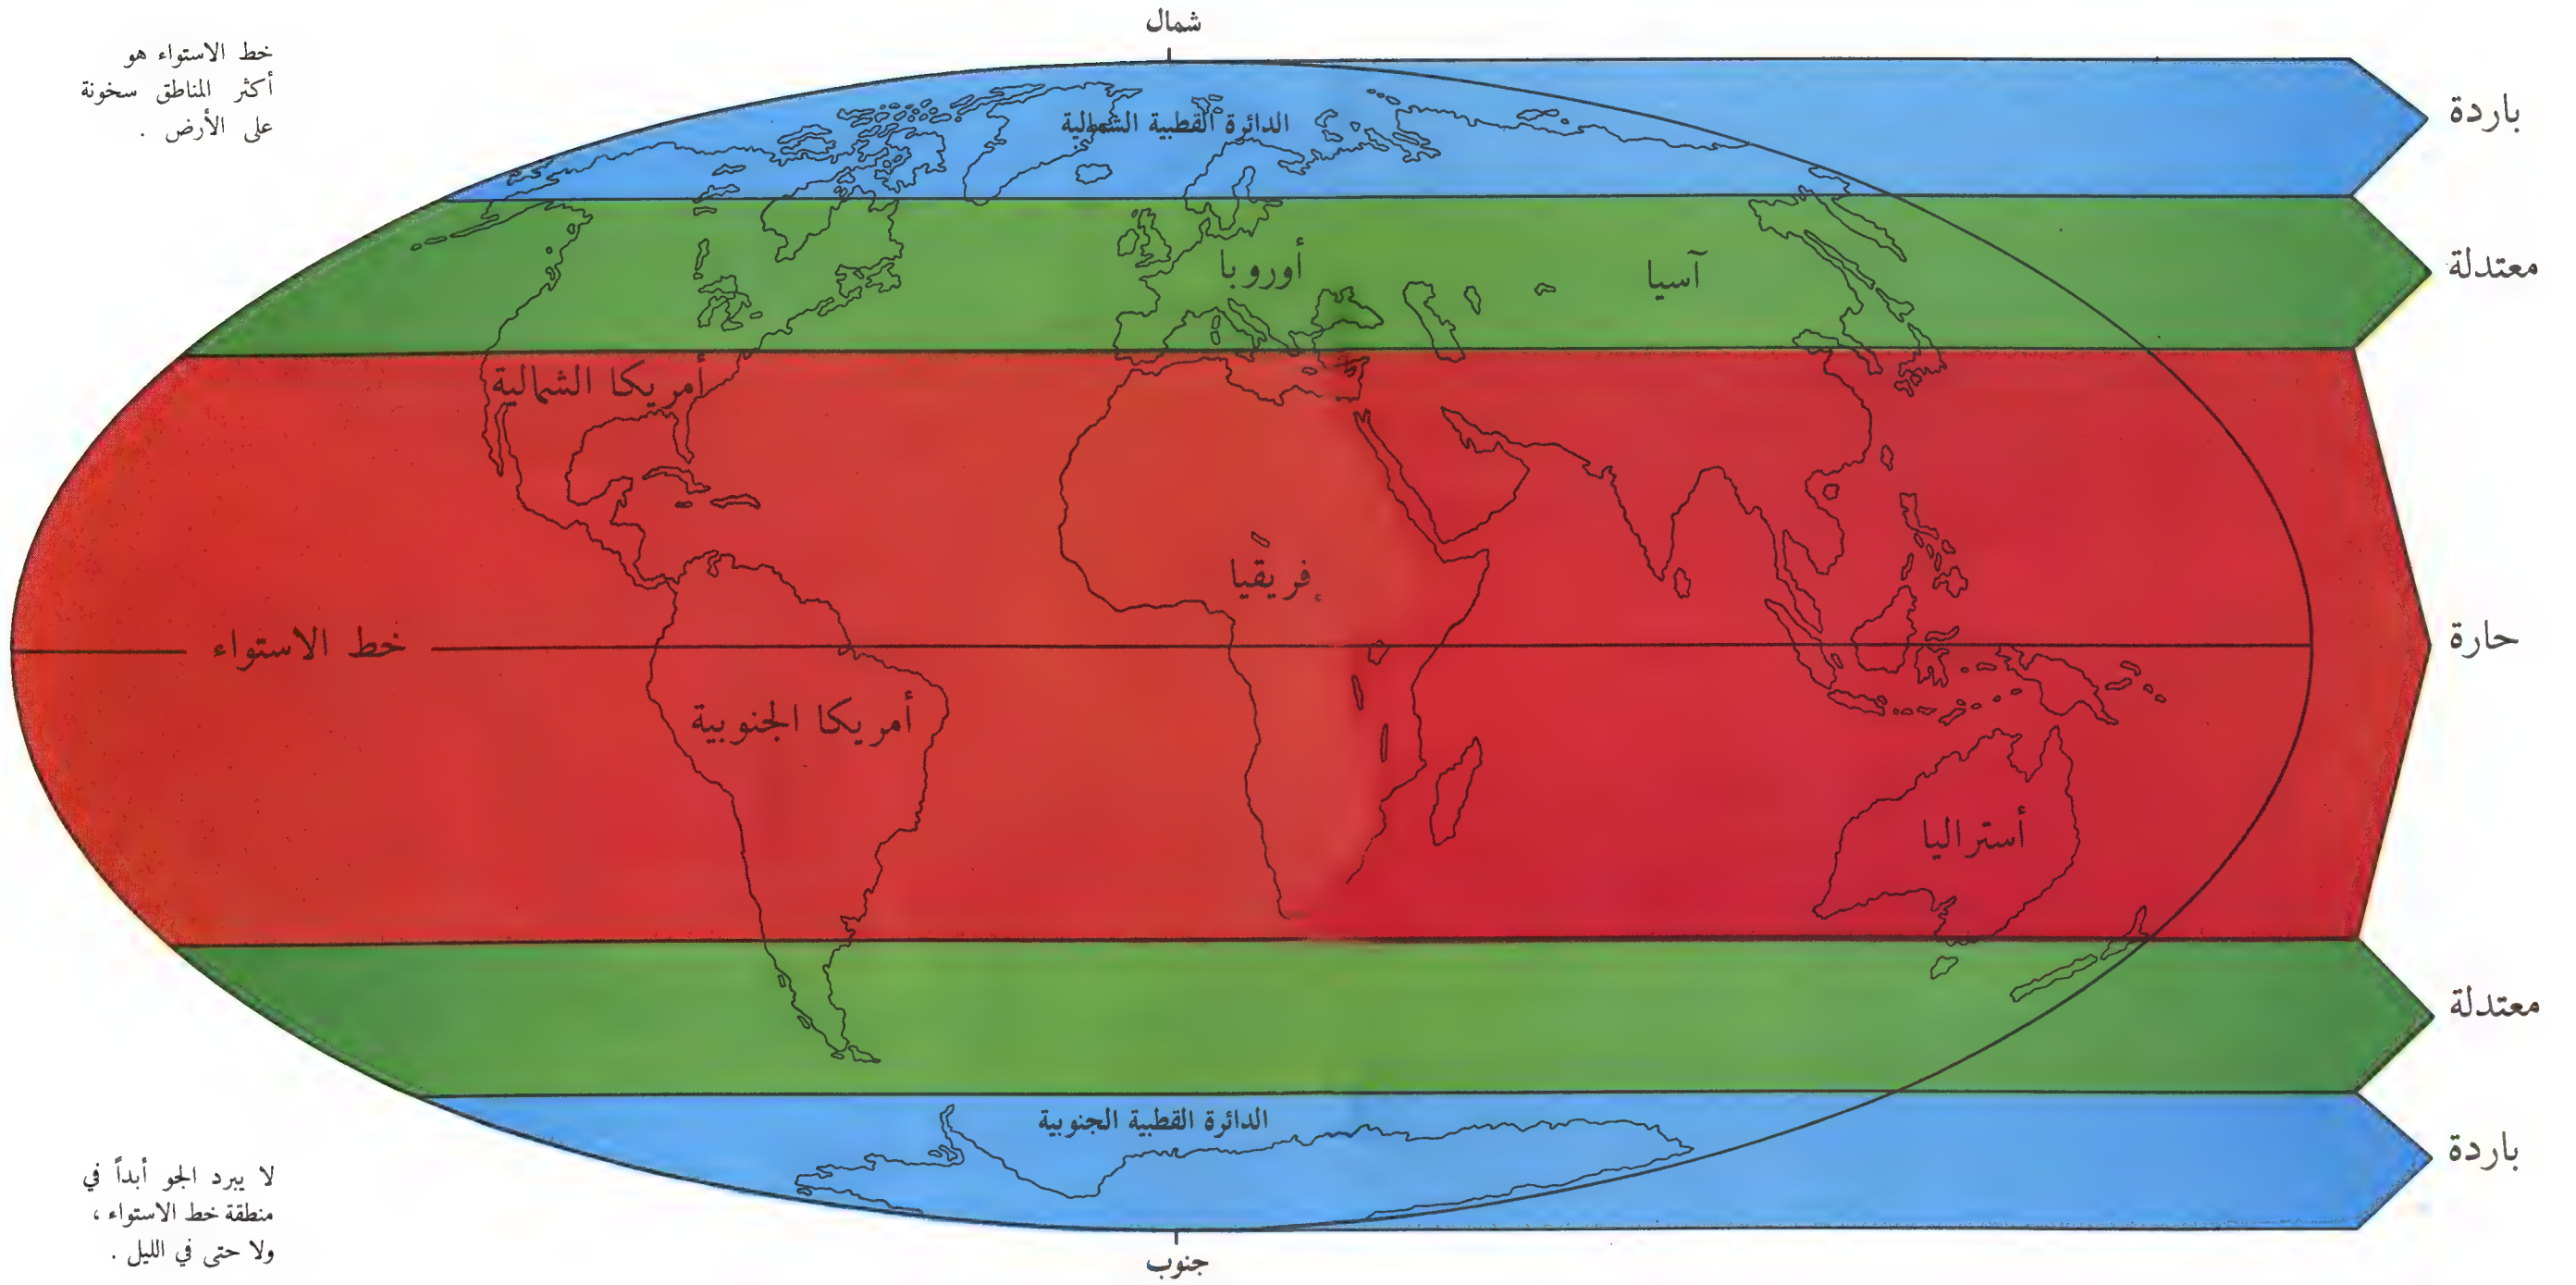 شمال
خط الاستواء هو
أكثر المناطق سخونة
على الأرض .
باردة
الدائرة القطبية الشمالية
معتدلة
أوروبا
آسيا
أمريكا الشمالية
إفريقيا
حارة
خط الاستواء
أمريكا الجنوبية
أستراليا
معتدلة
الدائرة القطبية الجنوبية
باردة
لا يبرد الجو أبداً في
منطقة خط الاستواء ،
ولا حتى في الليل .
جنوب